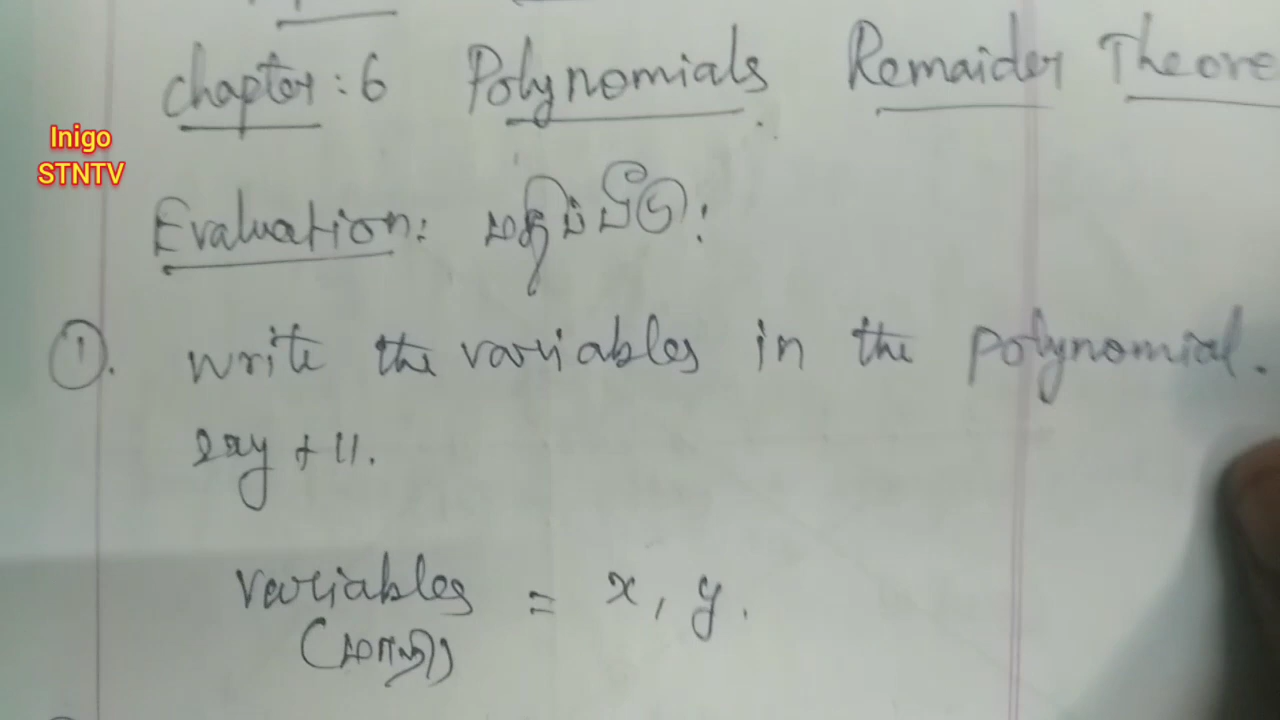 Chapter: 6 Polynomials Remaider Theore
Inigo
STNTV
Evaluation: மதிப்பீடு:
①. write the variables in the polynomial.
2xy + 11.
variables = x, y.
(மாறி)